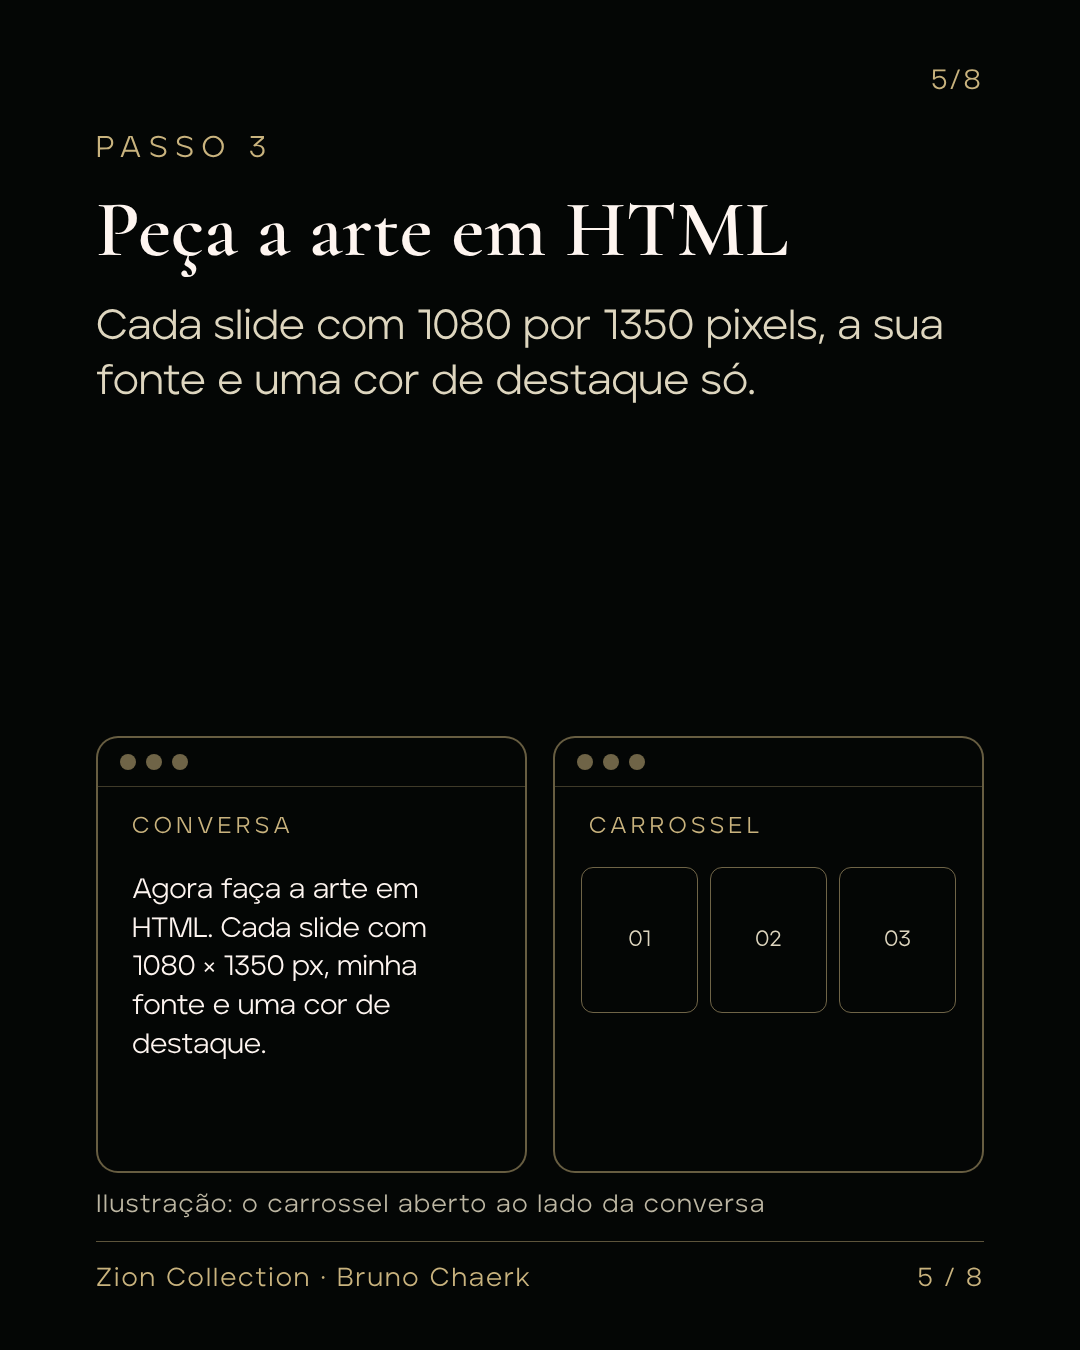 5/8
PASSO 3
Peça a arte em HTML
Cada slide com 1080 por 1350 pixels, a sua
fonte e uma cor de destaque só.
CONVERSA
Agora faça a arte em
HTML. Cada slide com
1080 × 1350 px, minha
fonte e uma cor de
destaque.
CARROSSEL
01
02
03
Ilustração: o carrossel aberto ao lado da conversa
Zion Collection · Bruno Chaerk
5 / 8